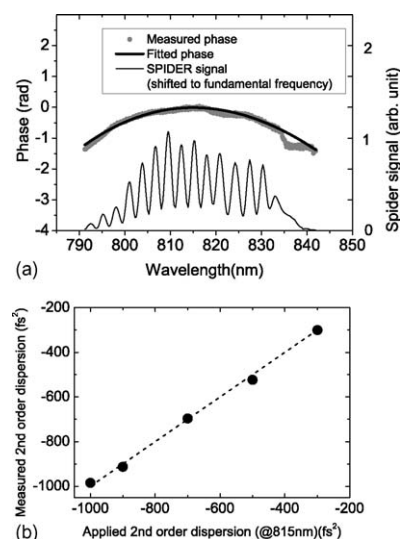 Measured phase
Fitted phase
SPIDER signal
(shifted to fundamental frequency)
Phase (rad)
2
1
0
-1
-2
-3
-4
2
1
0
Spider signal (arb. unit)
790 800 810 820 830 840 850
Wavelength(nm)
(a)
Measured 2nd order dispersion (fs²)
-200
-400
-600
-800
-1000
-1000 -800 -600 -400 -200
Applied 2nd order dispersion (@815nm)(fs²)
(b)